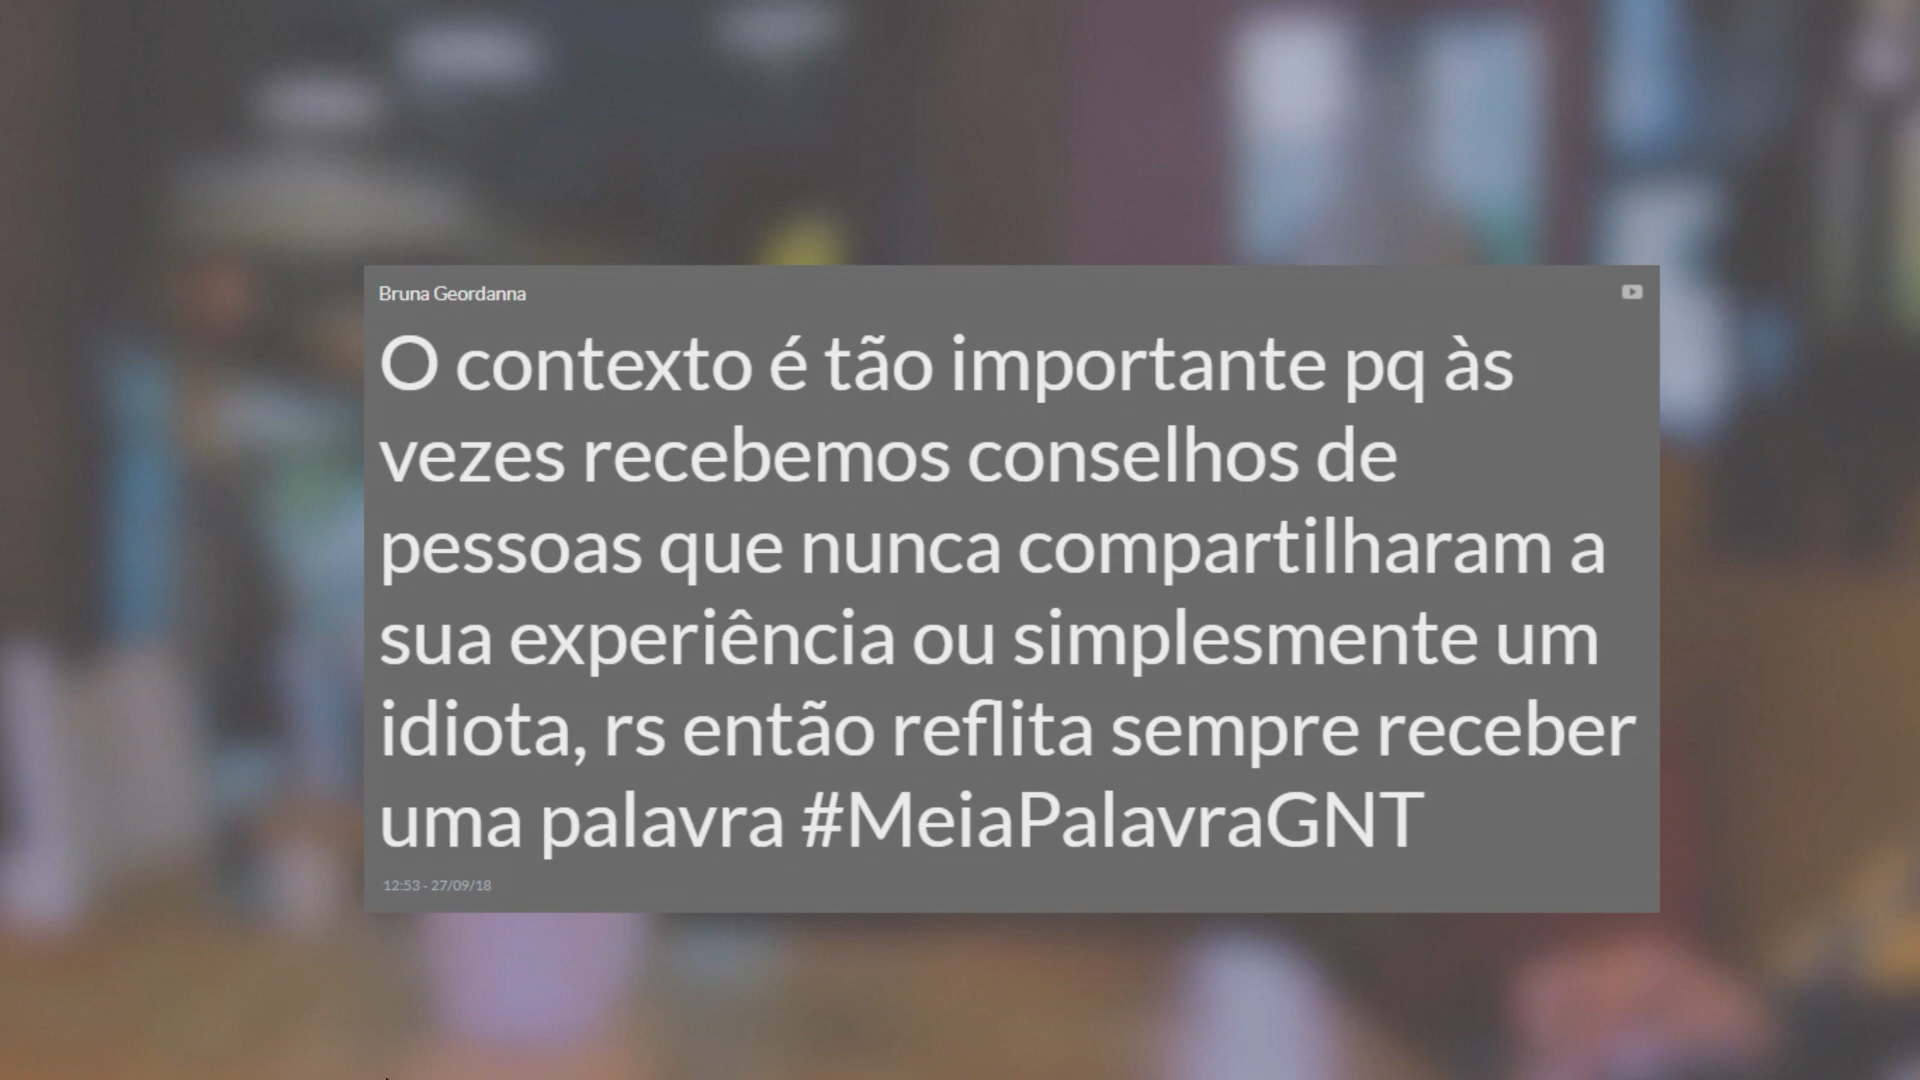 Bruna Geordanna
O contexto é tão importante pq às
vezes recebemos conselhos de
pessoas que nunca compartilharam a
sua experiência ou simplesmente um
idiota, rs então reflita sempre receber
uma palavra #MeiaPalavraGNT
12:53 - 27/09/18